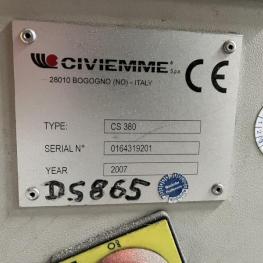 CIVIEMME® S.p.a.
28010 BOGOGNO (NO) - ITALY
CE
TYPE: CS 380
SERIAL N° 0164319201
YEAR 2007
DS865